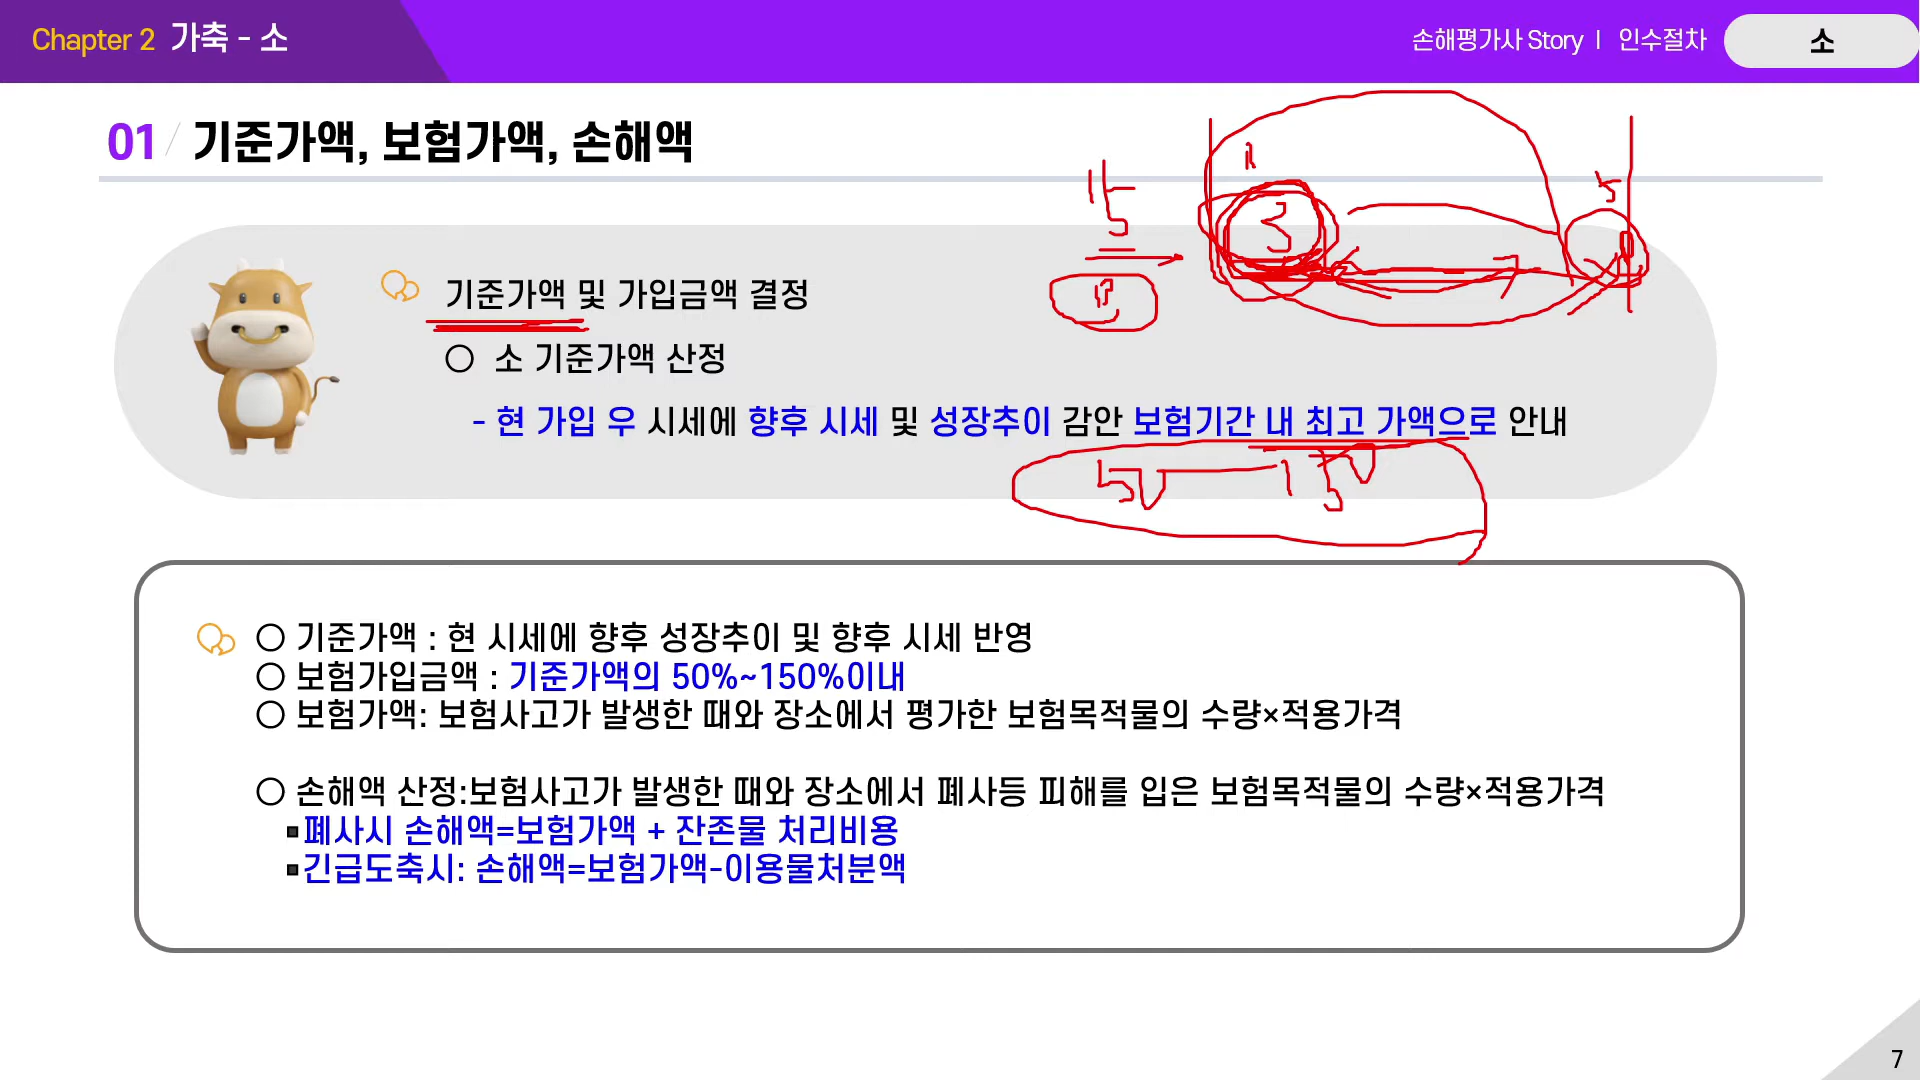 Chapter 2 가축 - 소
손해평가사 Story ㅣ 인수절차
소
01 / 기준가액, 보험가액, 손해액
기준가액 및 가입금액 결정
○ 소 기준가액 산정
- 현 가입 우 시세에 향후 시세 및 성장추이 감안 보험기간 내 최고 가액으로 안내
○ 기준가액 : 현 시세에 향후 성장추이 및 향후 시세 반영
○ 보험가입금액 : 기준가액의 50%~150%이내
○ 보험가액: 보험사고가 발생한 때와 장소에서 평가한 보험목적물의 수량×적용가격
○ 손해액 산정:보험사고가 발생한 때와 장소에서 폐사등 피해를 입은 보험목적물의 수량×적용가격
▪폐사시 손해액=보험가액 + 잔존물 처리비용
▪긴급도축시: 손해액=보험가액-이용물처분액
7
15
3
5
50 150